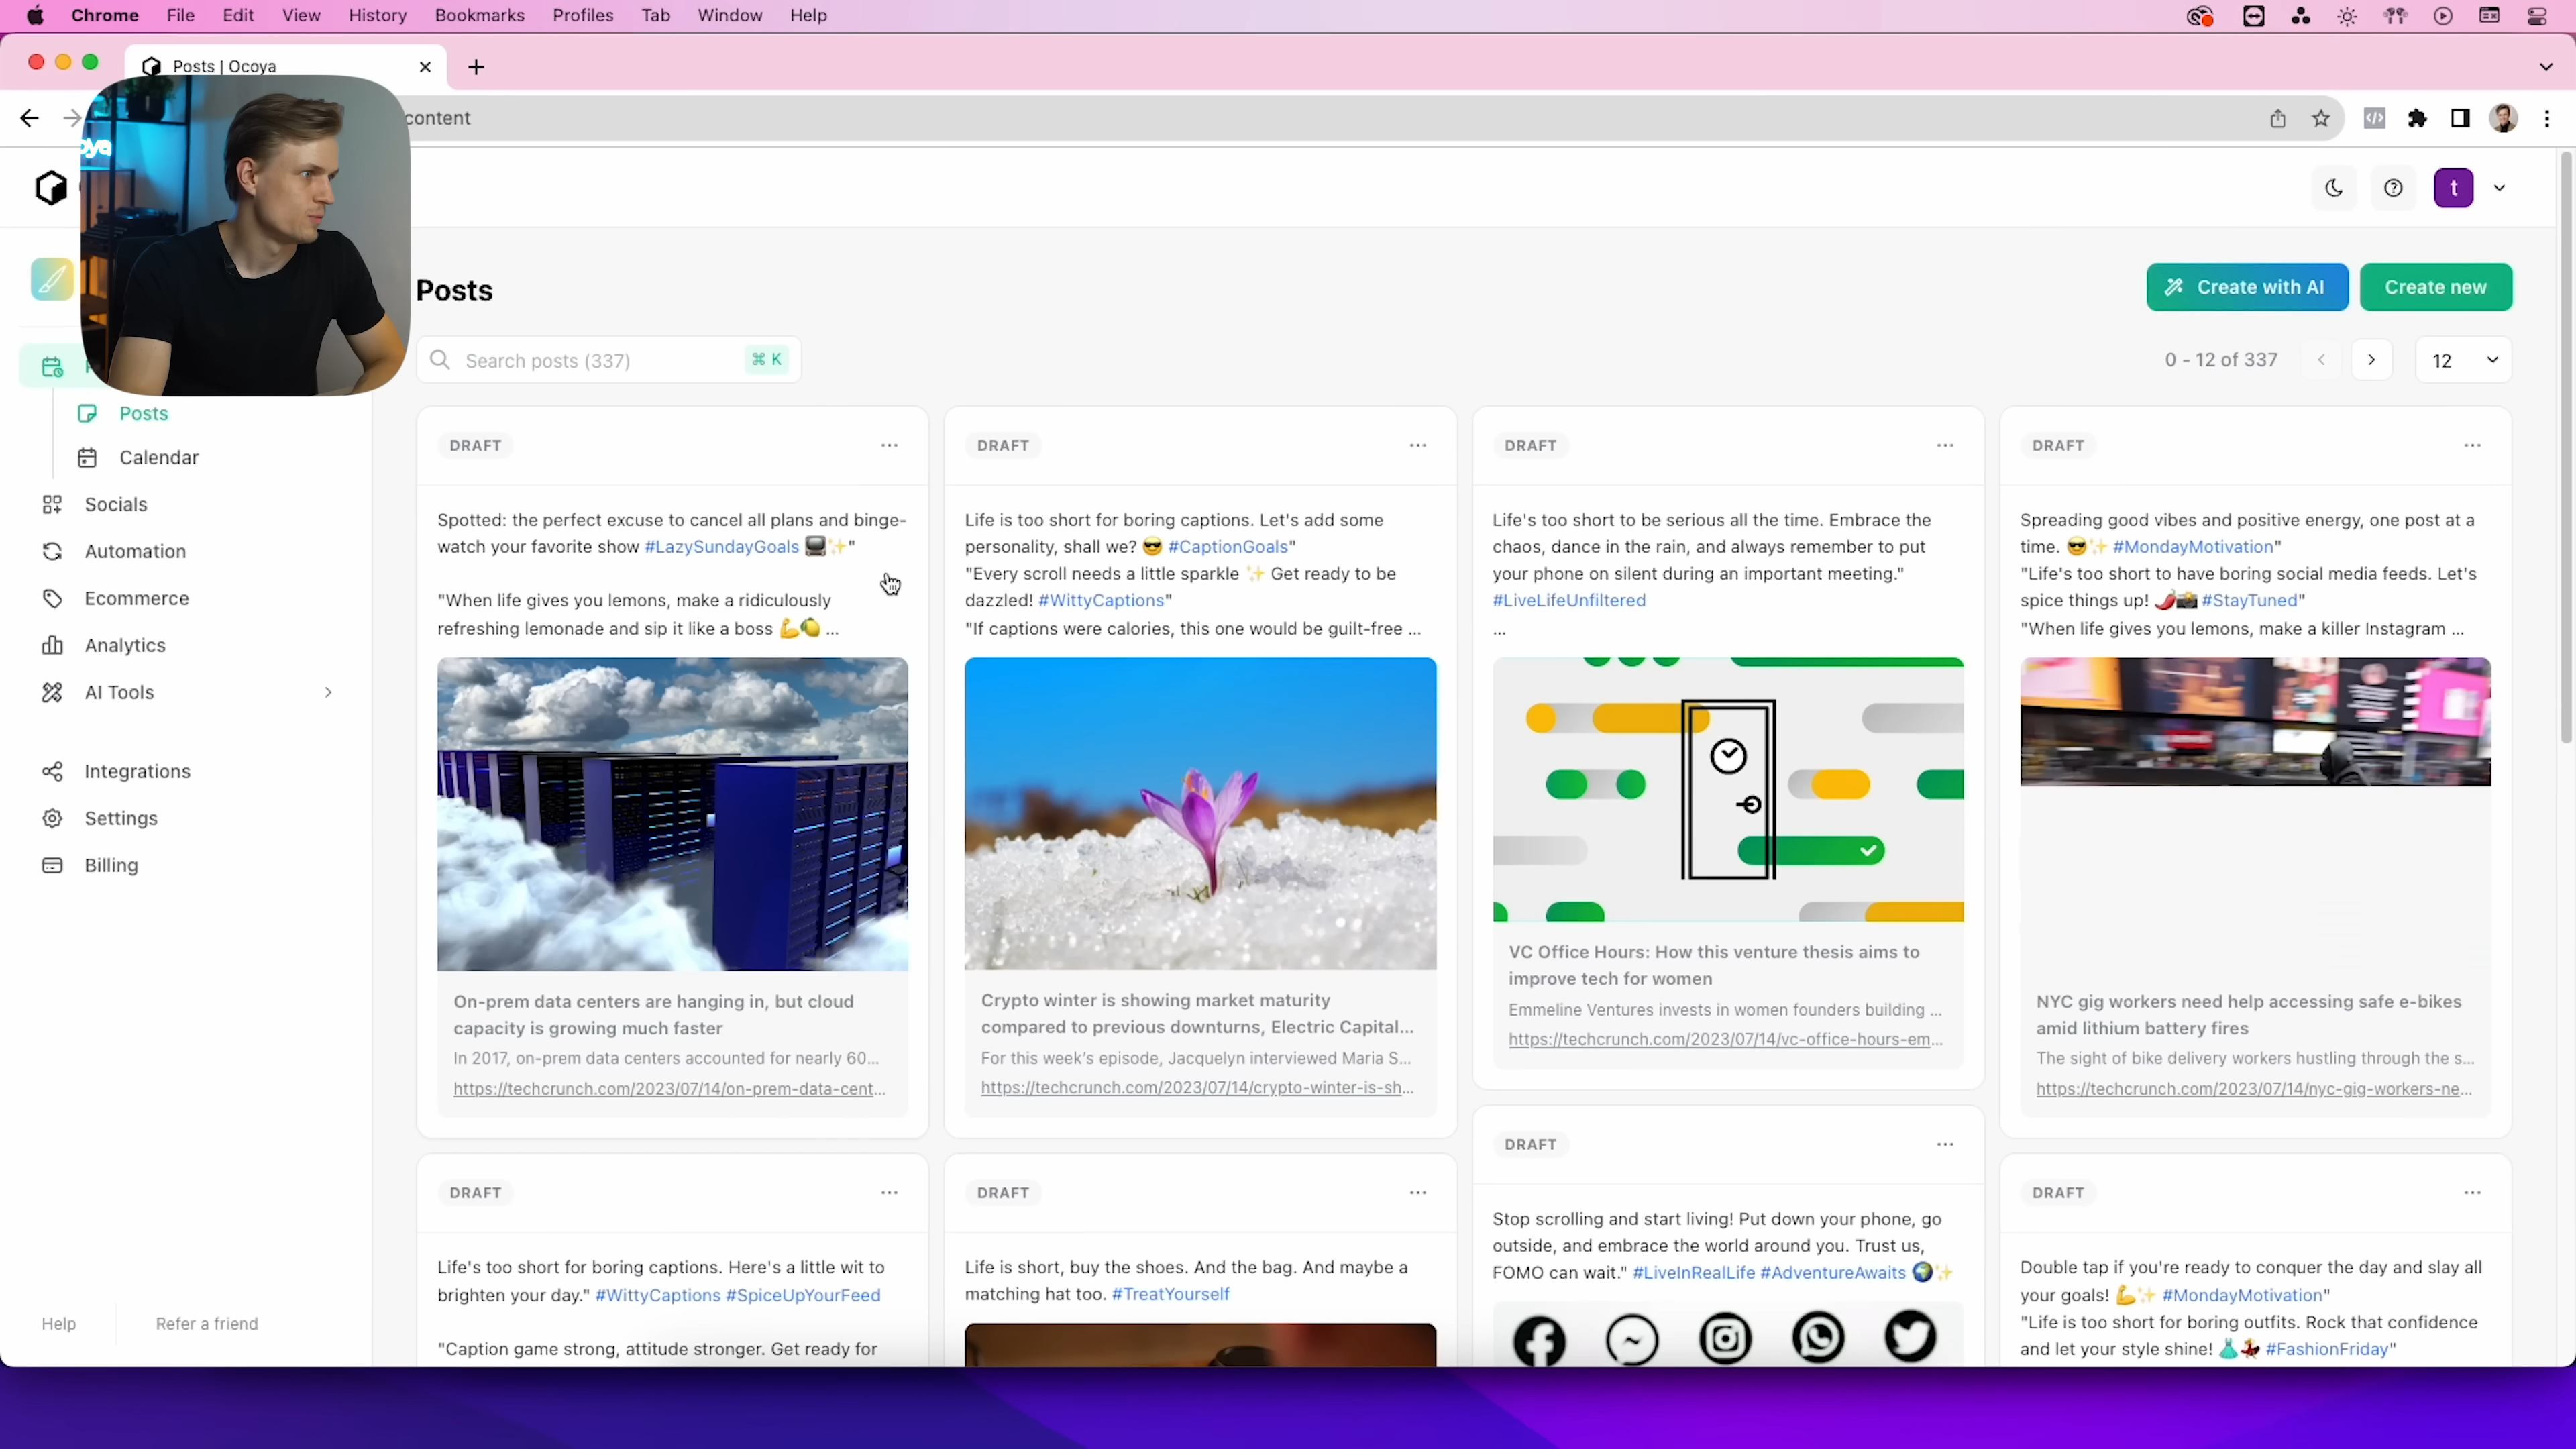 Chrome File Edit View History Bookmarks Profiles Tab Window Help
Posts | Ocoya
content
oya
t
Posts
Create with AI
Create new
Search posts (337)
⌘ K
0 - 12 of 337
12
Posts
Calendar
Socials
Automation
Ecommerce
Analytics
AI Tools
Integrations
Settings
Billing
Help
Refer a friend
DRAFT
Spotted: the perfect excuse to cancel all plans and binge-
watch your favorite show #LazySundayGoals 📺✨"
"When life gives you lemons, make a ridiculously
refreshing lemonade and sip it like a boss 💪🍋 ...
On-prem data centers are hanging in, but cloud
capacity is growing much faster
In 2017, on-prem data centers accounted for nearly 60...
https://techcrunch.com/2023/07/14/on-prem-data-cent...
DRAFT
Life is too short for boring captions. Let's add some
personality, shall we? 😎 #CaptionGoals"
"Every scroll needs a little sparkle ✨ Get ready to be
dazzled! #WittyCaptions"
"If captions were calories, this one would be guilt-free ...
Crypto winter is showing market maturity
compared to previous downturns, Electric Capital...
For this week's episode, Jacquelyn interviewed Maria S...
https://techcrunch.com/2023/07/14/crypto-winter-is-sh...
DRAFT
Life's too short to be serious all the time. Embrace the
chaos, dance in the rain, and always remember to put
your phone on silent during an important meeting."
#LiveLifeUnfiltered
...
VC Office Hours: How this venture thesis aims to
improve tech for women
Emmeline Ventures invests in women founders building ...
https://techcrunch.com/2023/07/14/vc-office-hours-em...
DRAFT
Spreading good vibes and positive energy, one post at a
time. 😎✨ #MondayMotivation"
"Life's too short to have boring social media feeds. Let's
spice things up! 🌶️📸 #StayTuned"
"When life gives you lemons, make a killer Instagram ...
NYC gig workers need help accessing safe e-bikes
amid lithium battery fires
The sight of bike delivery workers hustling through the s...
https://techcrunch.com/2023/07/14/nyc-gig-workers-ne...
DRAFT
Life's too short for boring captions. Here's a little wit to
brighten your day." #WittyCaptions #SpiceUpYourFeed
"Caption game strong, attitude stronger. Get ready for
DRAFT
Life is short, buy the shoes. And the bag. And maybe a
matching hat too. #TreatYourself
DRAFT
Stop scrolling and start living! Put down your phone, go
outside, and embrace the world around you. Trust us,
FOMO can wait." #LiveInRealLife #AdventureAwaits 🌍✨
DRAFT
Double tap if you're ready to conquer the day and slay all
your goals! 💪✨ #MondayMotivation"
"Life is too short for boring outfits. Rock that confidence
and let your style shine! 👗💃 #FashionFriday"